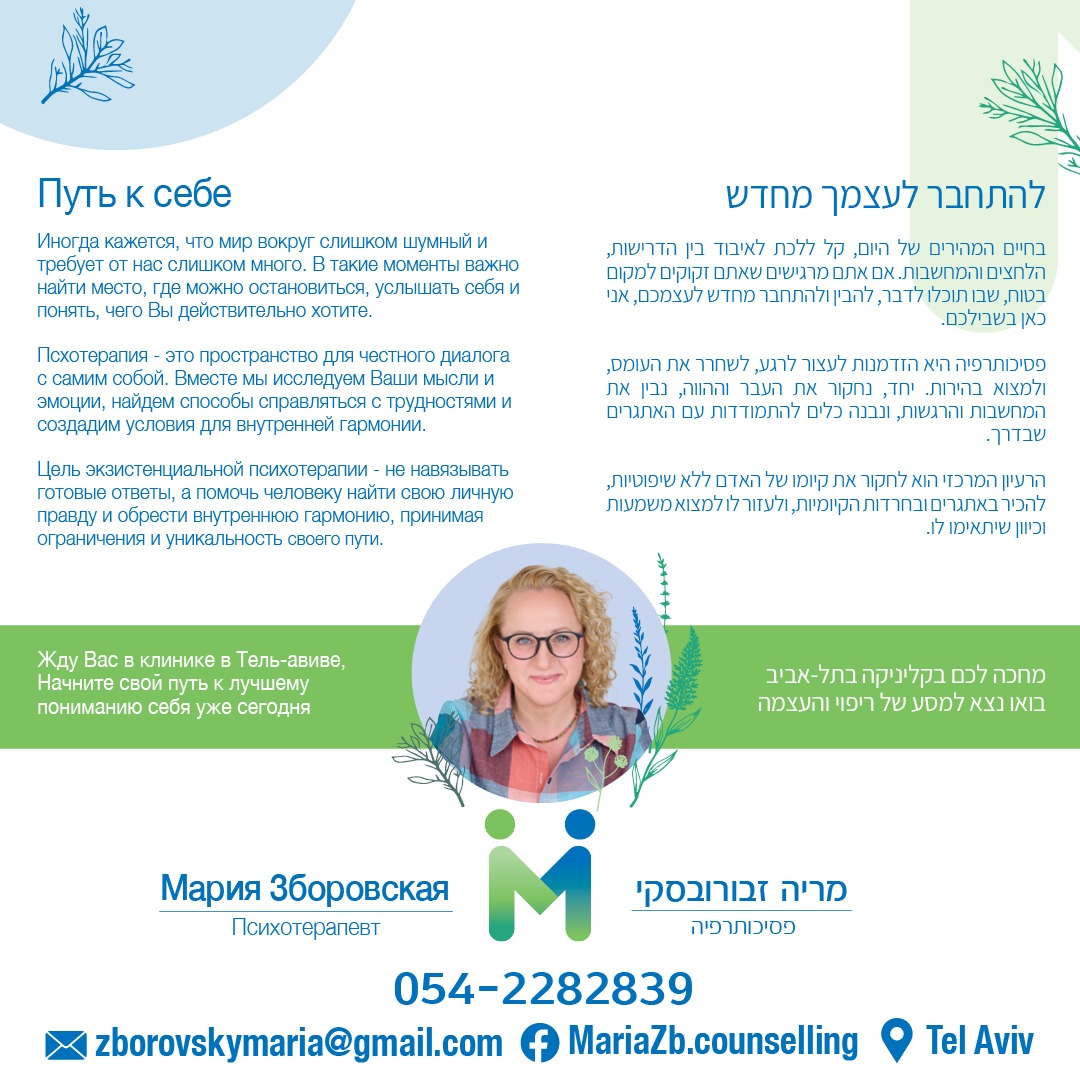 Путь к себе
Иногда кажется, что мир вокруг слишком шумный и
требует от нас слишком много. В такие моменты важно
найти место, где можно остановиться, услышать себя и
понять, чего Вы действительно хотите.
Псхотерапия - это пространство для честного диалога
с самим собой. Вместе мы исследуем Ваши мысли и
эмоции, найдем способы справляться с трудностями и
создадим условия для внутренней гармонии.
Цель экзистенциальной психотерапии - не навязывать
готовые ответы, а помочь человеку найти свою личную
правду и обрести внутреннюю гармонию, принимая
ограничения и уникальность своего пути.
להתחבר לעצמך מחדש
בחיים המהירים של היום, קל ללכת לאיבוד בין הדרישות,
הלחצים והמחשבות. אם אתם מרגישים שאתם זקוקים למקום
בטוח, שבו תוכלו לדבר, להבין ולהתחבר מחדש לעצמכם, אני
כאן בשבילכם.
פסיכותרפיה היא הזדמנות לעצור לרגע, לשחרר את העומס,
ולמצוא בהירות. יחד, נחקור את העבר וההווה, נבין את
המחשבות והרגשות, ונבנה כלים להתמודדות עם האתגרים
שבדרך.
הרעיון המרכזי הוא לחקור את קיומו של האדם ללא שיפוטיות,
להכיר באתגרים ובחרדות הקיומיות, ולעזור לו למצוא משמעות
וכיוון שיתאימו לו.
Жду Вас в клинике в Тель-авиве,
Начните свой путь к лучшему
пониманию себя уже сегодня
מחכה לכם בקליניקה בתל-אביב
בואו נצא למסע של ריפוי והעצמה
Мария Зборовская
Психотерапевт
מריה זבורובסקי
פסיכותרפיה
054-2282839
zborovskymaria@gmail.com
MariaZb.counselling
Tel Aviv